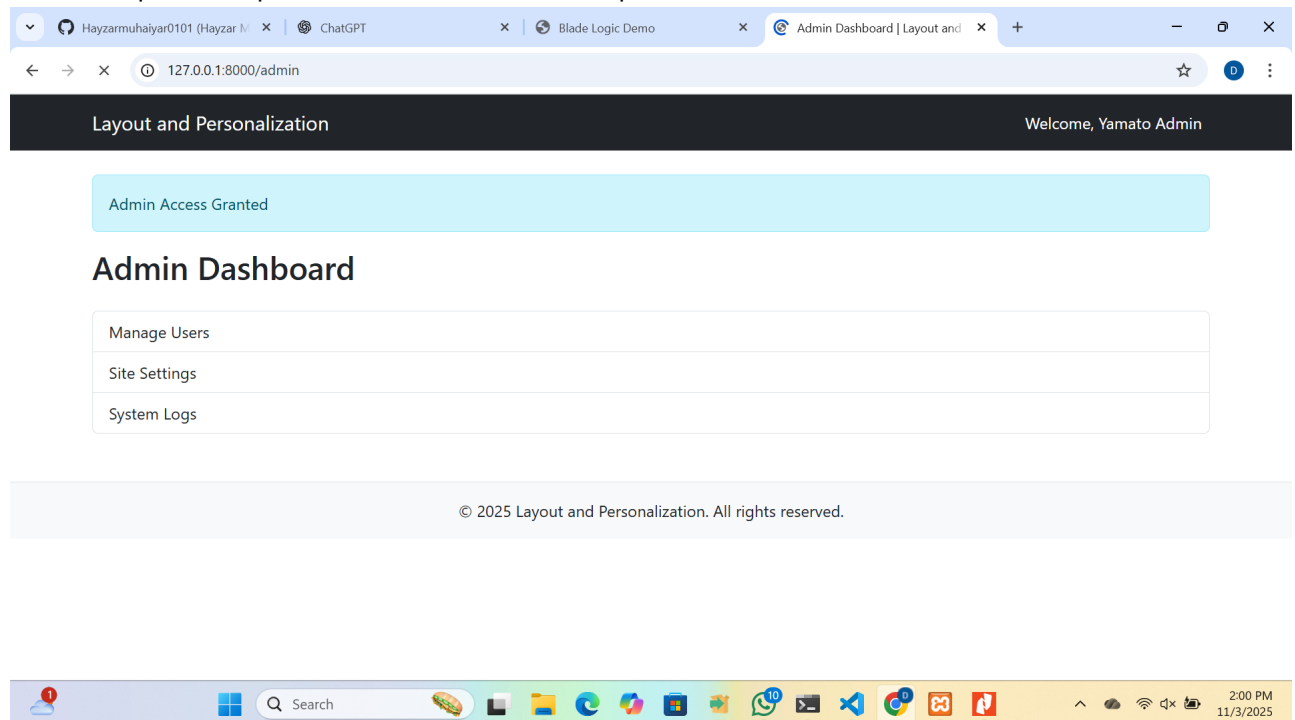 Hayzarmuhaiyar0101 (Hayzar M
ChatGPT
Blade Logic Demo
Admin Dashboard | Layout and
127.0.0.1:8000/admin
D
Layout and Personalization
Welcome, Yamato Admin
Admin Access Granted
Admin Dashboard
Manage Users
Site Settings
System Logs
© 2025 Layout and Personalization. All rights reserved.
1
Search
10
D
2:00 PM
11/3/2025